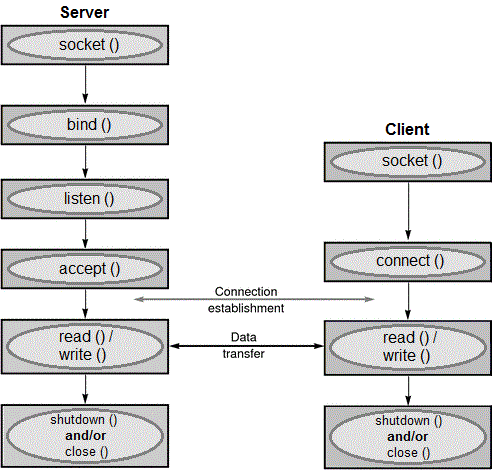 Server
socket ()
bind ()
listen ()
accept ()
read () /
write ()
shutdown ()
and/or
close ()
Connection
establishment
Data
transfer
Client
socket ()
connect ()
read () /
write ()
shutdown ()
and/or
close ()